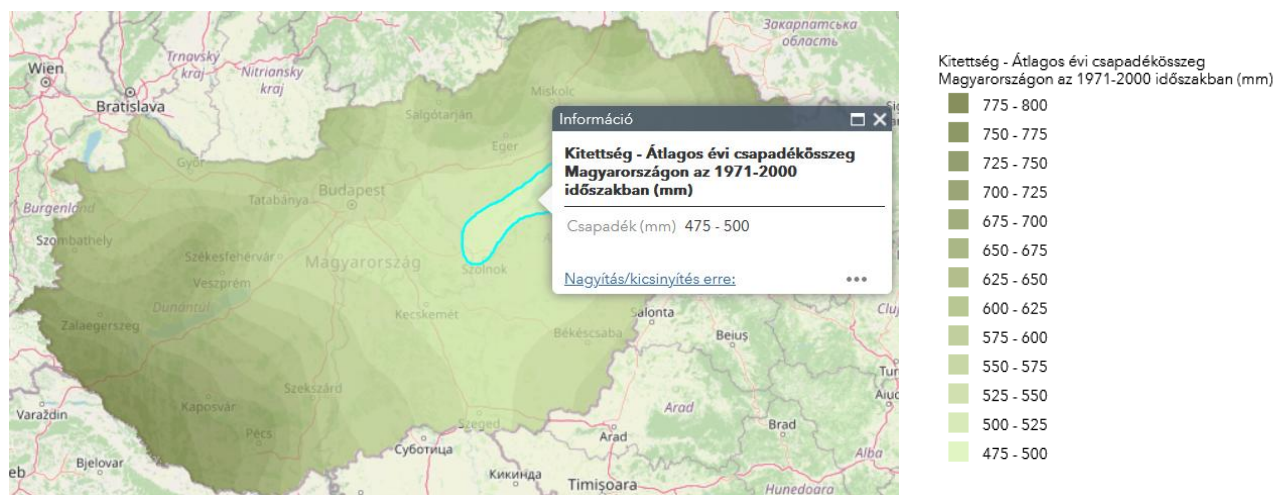 Закарпатська
область
Trnavský
kraj
Nitriansky
kraj
Wien
Bratislava
Miskolc
Salgótarján
Eger
Győr
Budapest
Tatabánya
Burgenland
Szombathely
Székesfehérvár
Magyarország
Szolnok
Veszprém
Dunántúl
Zalaegerszeg
Kecskemét
Békéscsaba
Salonta
Beiuș
Cluj
Szekszárd
Kaposvár
Pécs
Szeged
Varaždin
Суботица
Arad
Arad
Brad
Alba
Bjelovar
Кикинда
Timișoara
Hunedoara
Információ
Kitettség - Átlagos évi csapadékösszeg
Magyarországon az 1971-2000
időszakban (mm)
Csapadék (mm) 475 - 500
Nagyítás/kicsinyítés erre:
Kitettség - Átlagos évi csapadékösszeg
Magyarországon az 1971-2000 időszakban (mm)
775 - 800
750 - 775
725 - 750
700 - 725
675 - 700
650 - 675
625 - 650
600 - 625
575 - 600
550 - 575
525 - 550
500 - 525
475 - 500